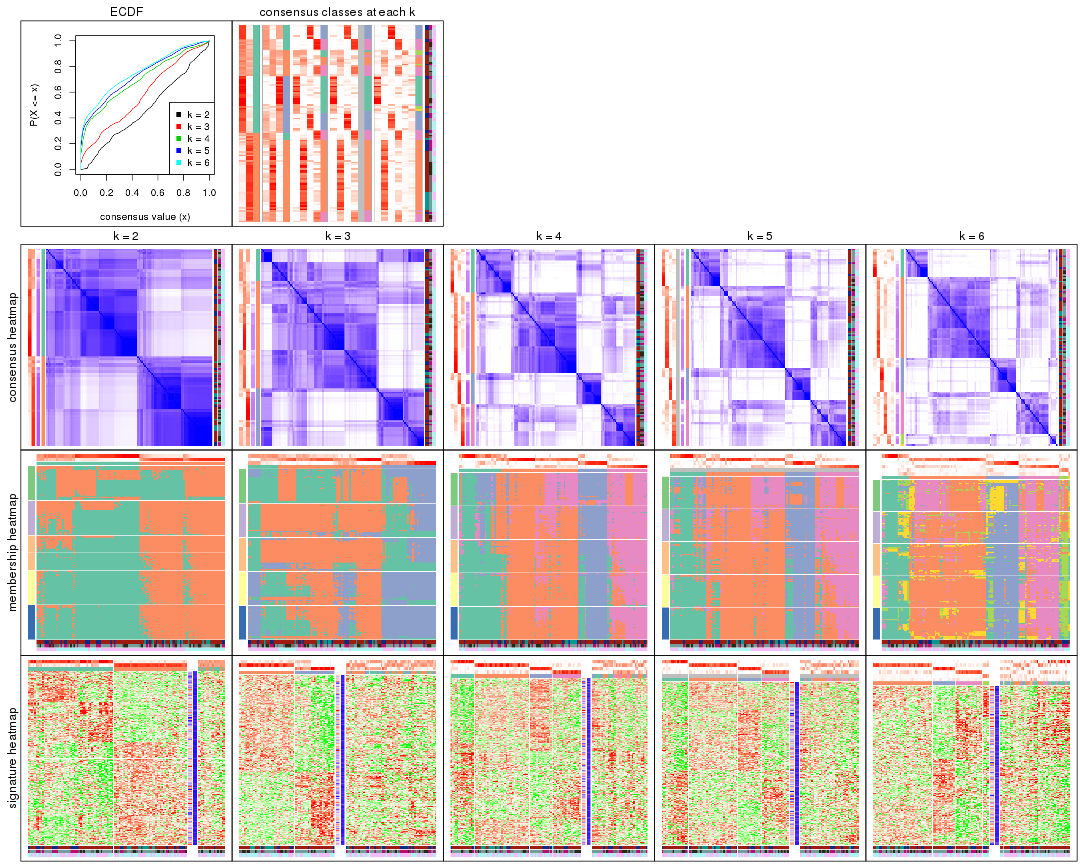 ECDF
consensus classes at each k
P(X <= x)
0.0 0.2 0.4 0.6 0.8 1.0
k = 2
k = 3
k = 4
k = 5
k = 6
0.0 0.2 0.4 0.6 0.8 1.0
consensus value (x)
k = 2 k = 3 k = 4 k = 5 k = 6
consensus heatmap
membership heatmap
signature heatmap